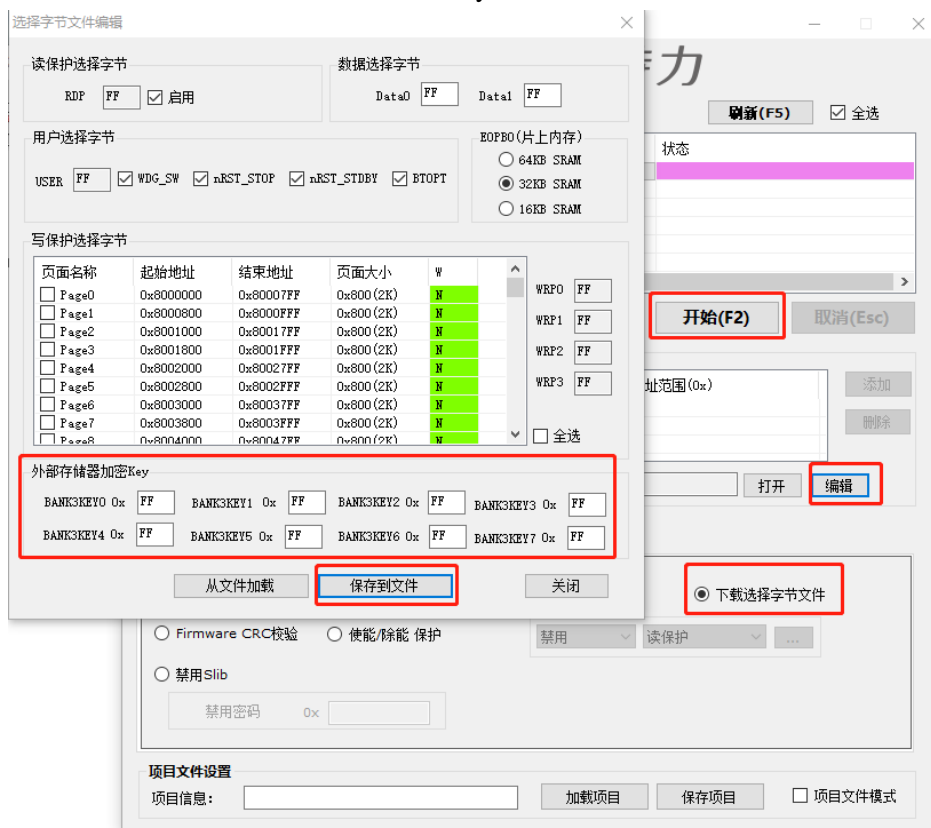 选择字节文件编辑
力
读保护选择字节
RDP FF 启用
数据选择字节
Data0 FF Data1 FF
刷新(F5) 全选
用户选择字节
USER FF WDG_SW nRST_STOP nRST_STDBY BTOPT
EOPB0(片上内存)
64KB SRAM
32KB SRAM
16KB SRAM
状态
写保护选择字节
页面名称 起始地址 结束地址 页面大小 W
Page0 0x8000000 0x80007FF 0x800(2K) N
Page1 0x8000800 0x8000FFF 0x800(2K) N
Page2 0x8001000 0x80017FF 0x800(2K) N
Page3 0x8001800 0x8001FFF 0x800(2K) N
Page4 0x8002000 0x80027FF 0x800(2K) N
Page5 0x8002800 0x8002FFF 0x800(2K) N
Page6 0x8003000 0x80037FF 0x800(2K) N
Page7 0x8003800 0x8003FFF 0x800(2K) N
Page8 0x8004000 0x80047FF 0x800(2K) N
WRP0 FF
WRP1 FF
WRP2 FF
WRP3 FF
全选
开始(F2) 取消(Esc)
址范围(0x) 添加
删除
打开 编辑
外部存储器加密Key
BANK3KEY0 0x FF BANK3KEY1 0x FF BANK3KEY2 0x FF BANK3KEY3 0x FF
BANK3KEY4 0x FF BANK3KEY5 0x FF BANK3KEY6 0x FF BANK3KEY7 0x FF
从文件加载 保存到文件 关闭
下载选择字节文件
Firmware CRC校验 使能/除能 保护 禁用 读保护 ...
禁用Slib
禁用密码 0x
项目文件设置
项目信息: 加载项目 保存项目 项目文件模式